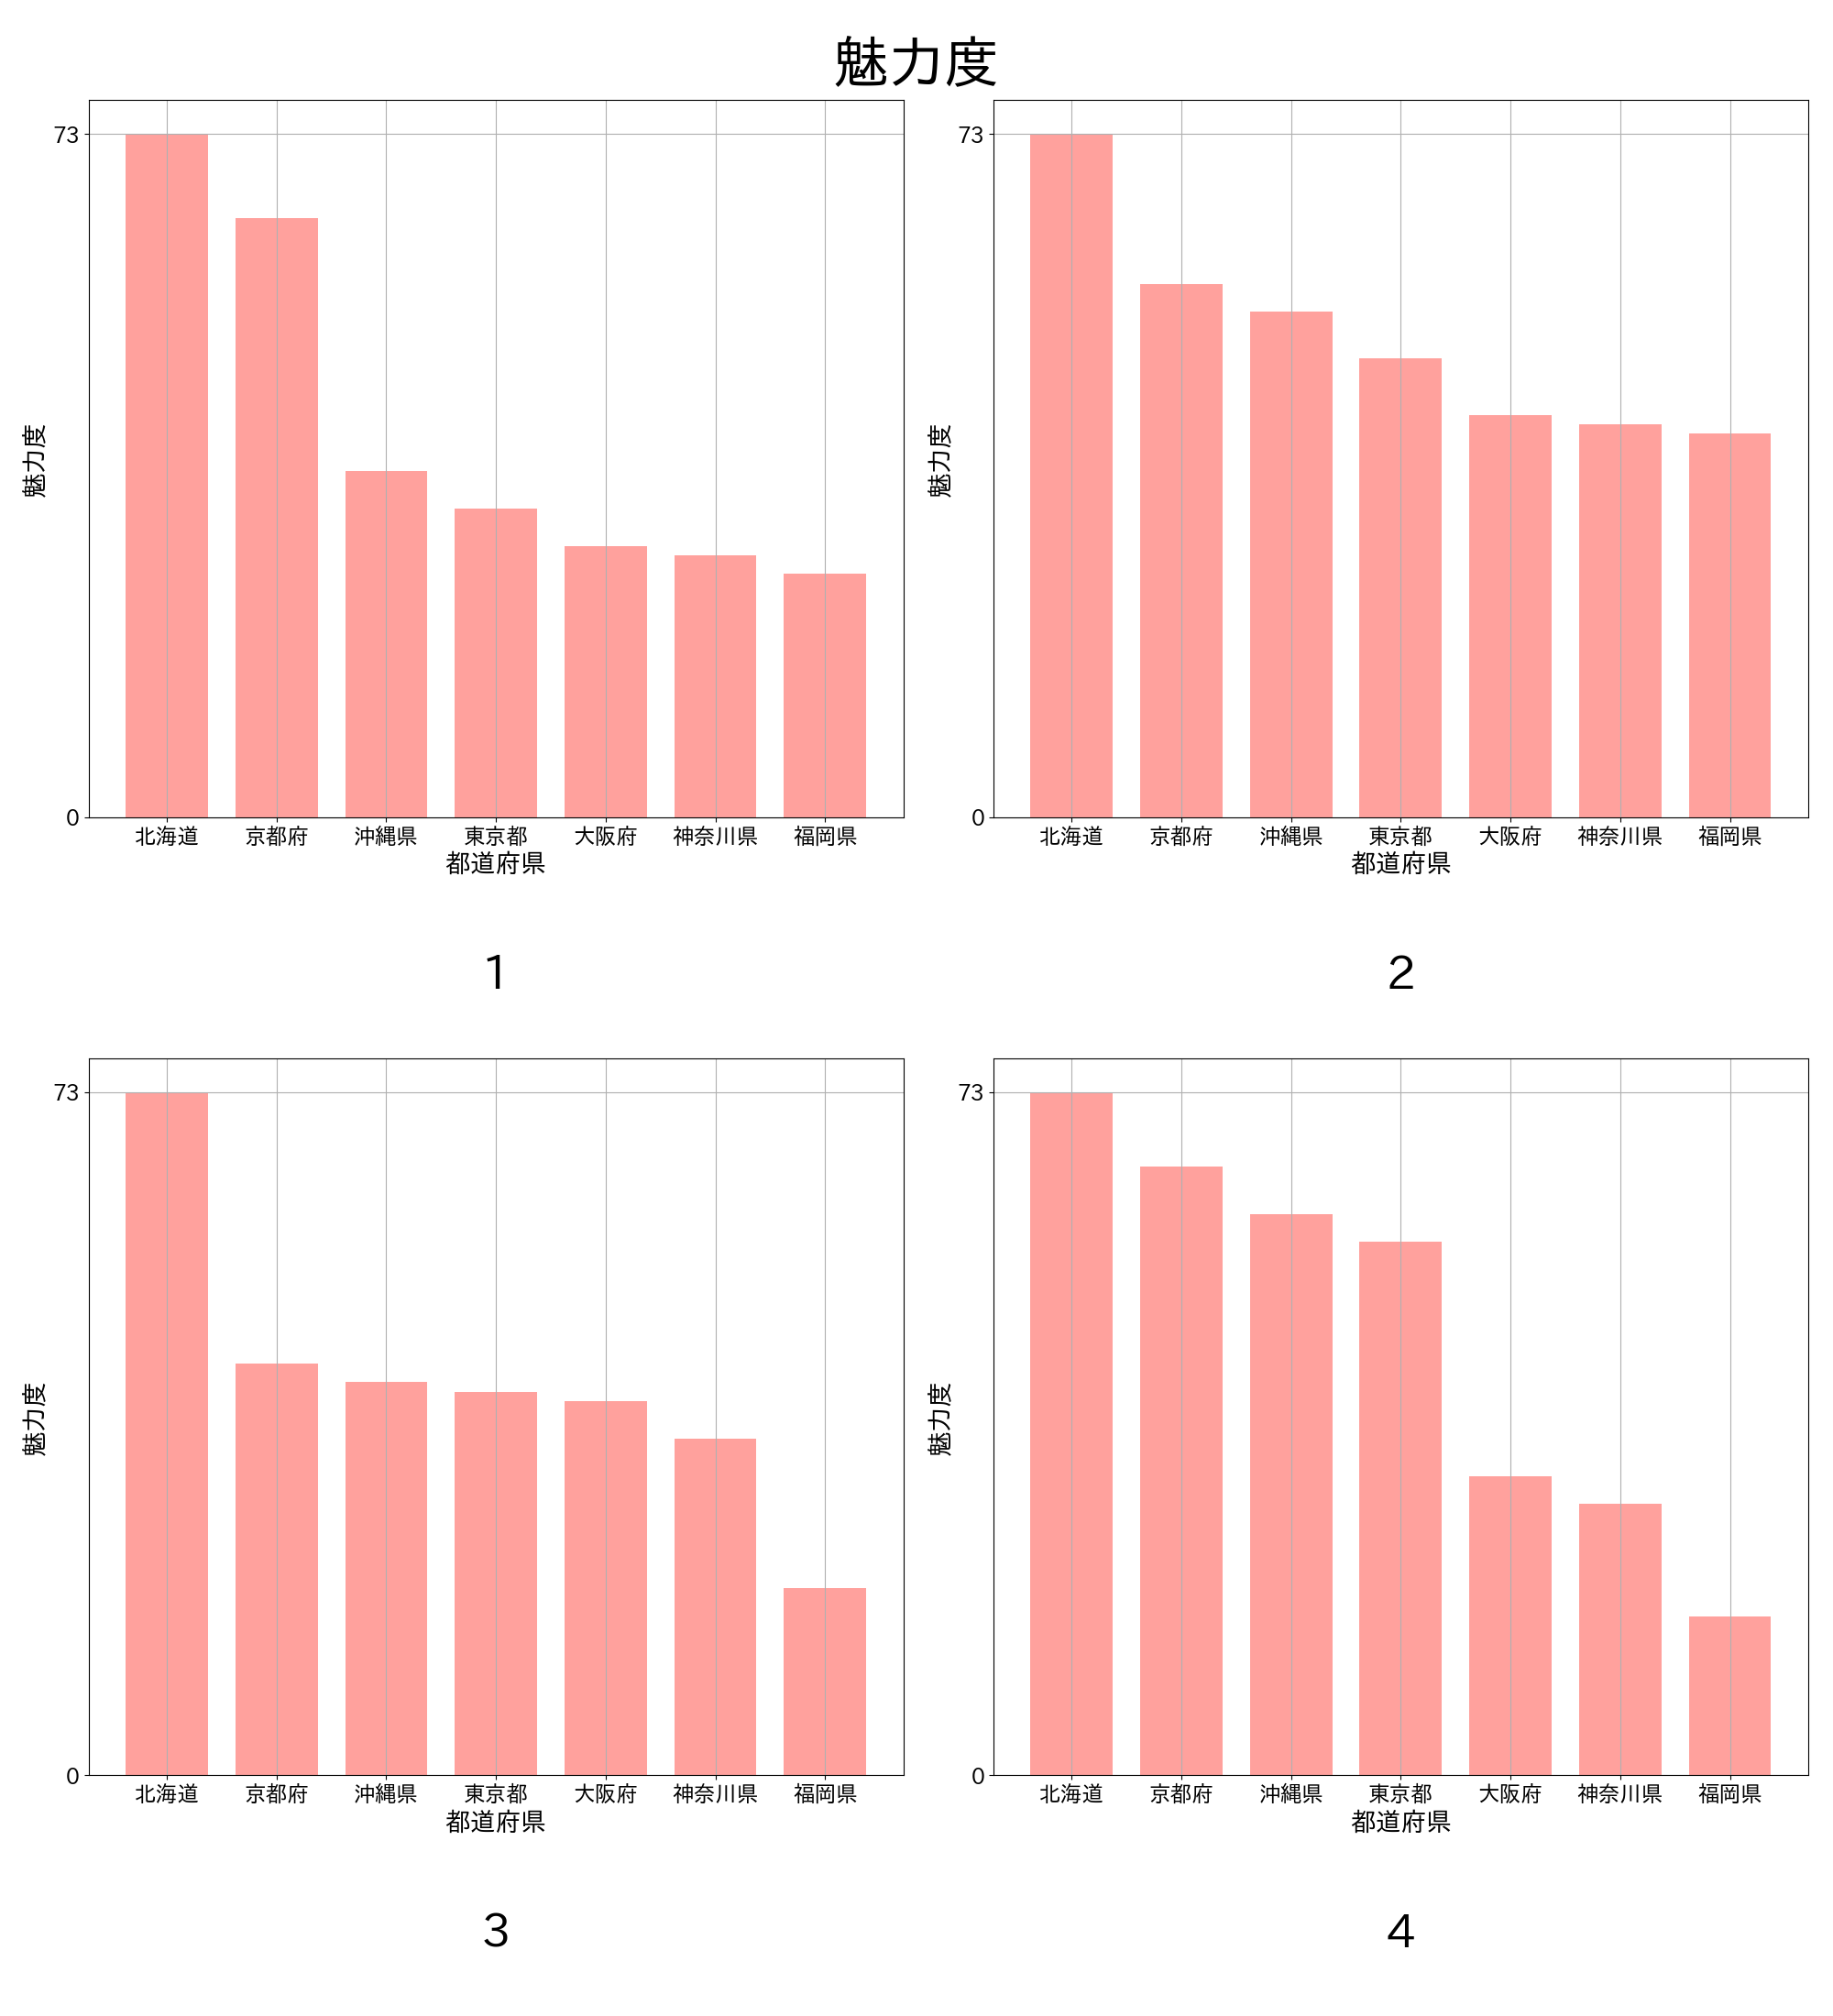 魅力度
73
0
魅力度
北海道 京都府 沖縄県 東京都 大阪府 神奈川県 福岡県
都道府県
1
73
0
魅力度
北海道 京都府 沖縄県 東京都 大阪府 神奈川県 福岡県
都道府県
2
73
0
魅力度
北海道 京都府 沖縄県 東京都 大阪府 神奈川県 福岡県
都道府県
3
73
0
魅力度
北海道 京都府 沖縄県 東京都 大阪府 神奈川県 福岡県
都道府県
4